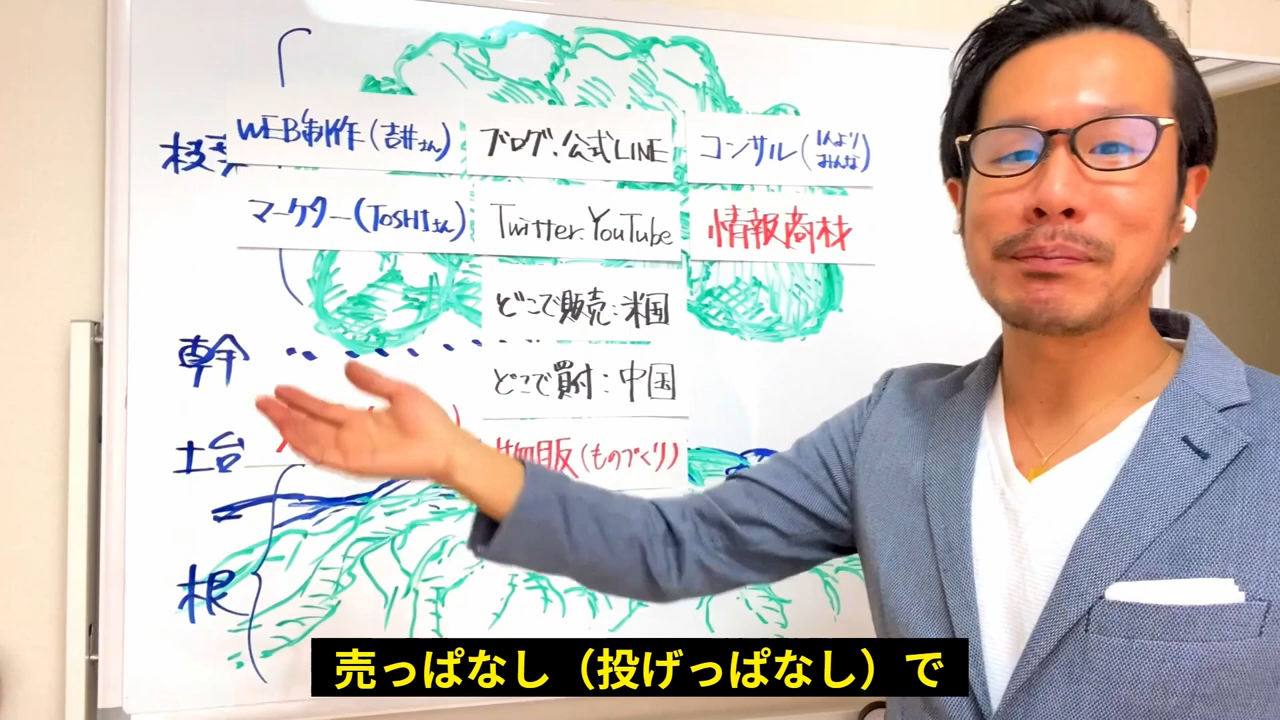 WEB制作(吉井さん)
ブログ、公式LINE
コンサル(1人より みんな)
枝
マーケター(TOSHIさん)
Twitter、YouTube
情報商材
どこで販売：米国
幹
どこで買付：中国
土台
物販(ものづくり)
根
売っぱなし（投げっぱなし）で